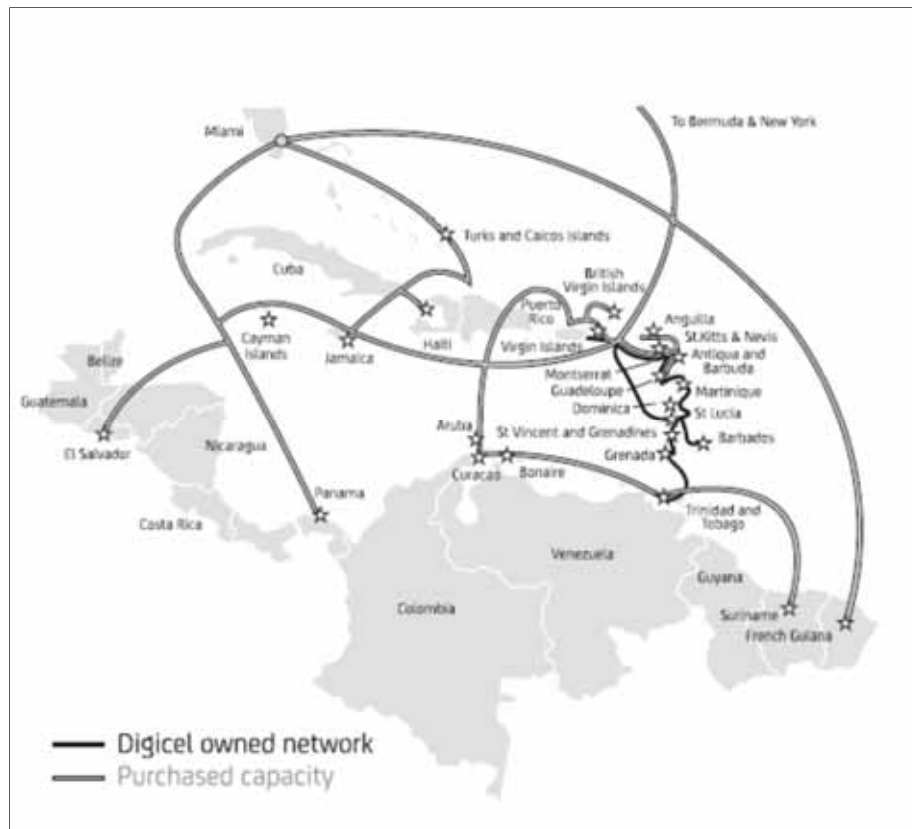 Miami
To Bermuda & New York
Turks and Caicos Islands
Cuba
British
Virgin Islands
Puerto
Rico
Anguilla
Cayman
Islands
Jamaica
Haiti
Virgin Islands
St.Kitts & Nevis
Antiqua and
Barbuda
Belize
Montserrat
Guadeloupe
Martinique
Guatemala
Dominica
St Lucia
Aruba
St Vincent and Grenadines
Barbados
El Salvador
Nicaragua
Grenada
Curacao
Bonaire
Panama
Costa Rica
Trinidad and
Tobago
Venezuela
Guyana
Colombia
Suriname
French Guiana
Digicel owned network
Purchased capacity